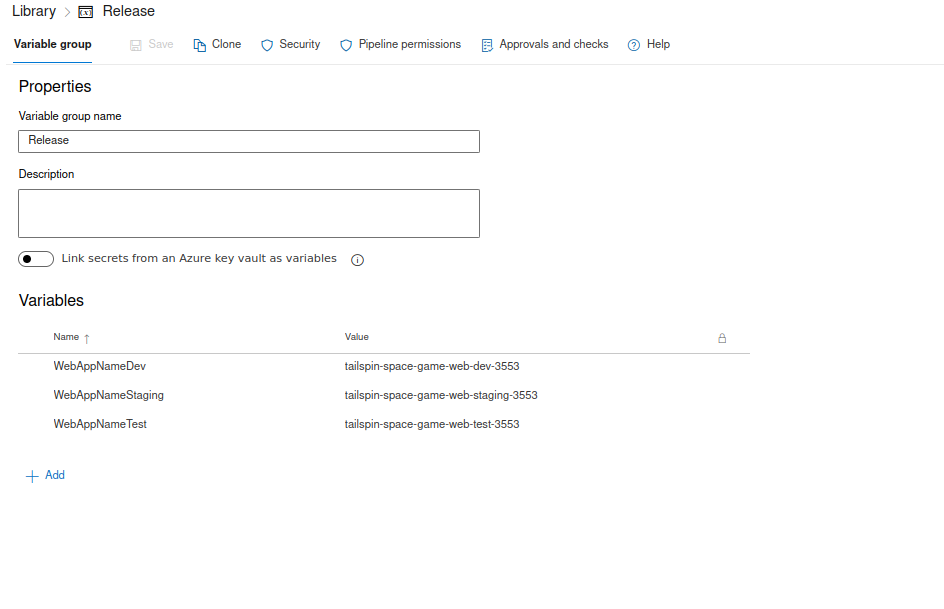 Library > Release
Variable group Save Clone Security Pipeline permissions Approvals and checks Help
Properties
Variable group name
Release
Description
Link secrets from an Azure key vault as variables
Variables
Name ↑ Value
WebAppNameDev tailspin-space-game-web-dev-3553
WebAppNameStaging tailspin-space-game-web-staging-3553
WebAppNameTest tailspin-space-game-web-test-3553
+ Add